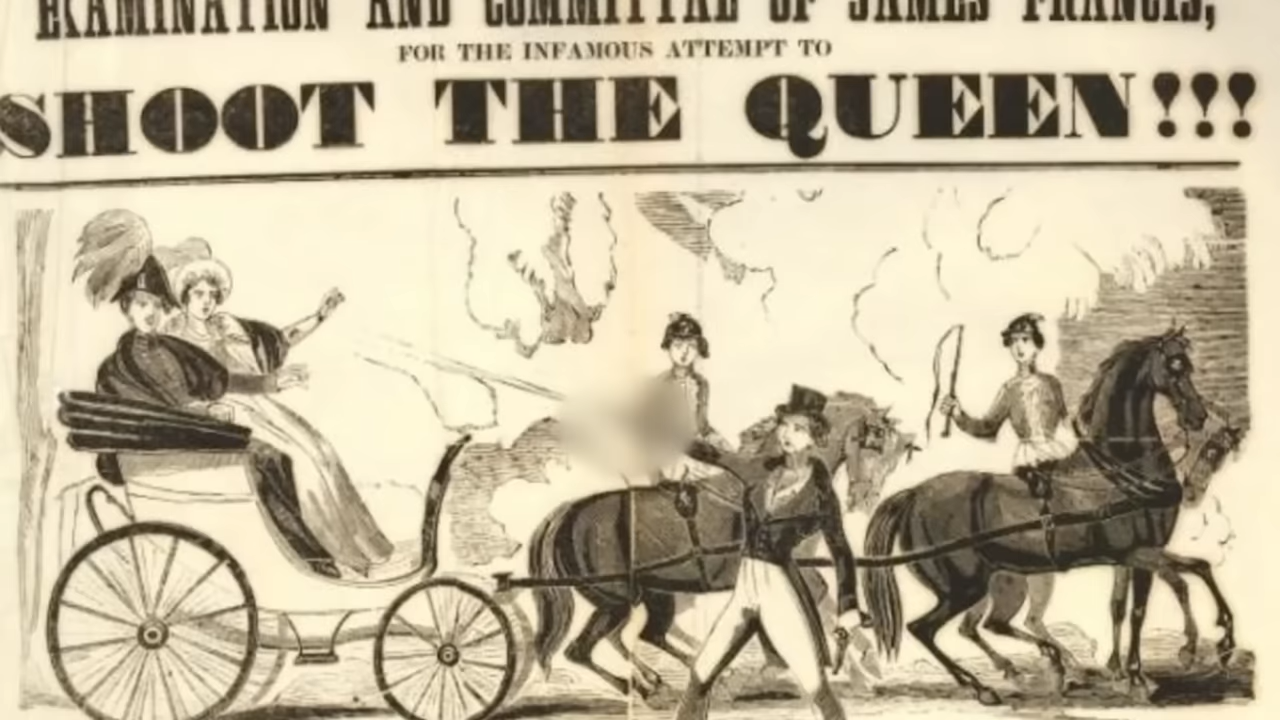 EXAMINATION AND COMMITTAL OF JAMES FRANCIS,
FOR THE INFAMOUS ATTEMPT TO
SHOOT THE QUEEN!!!